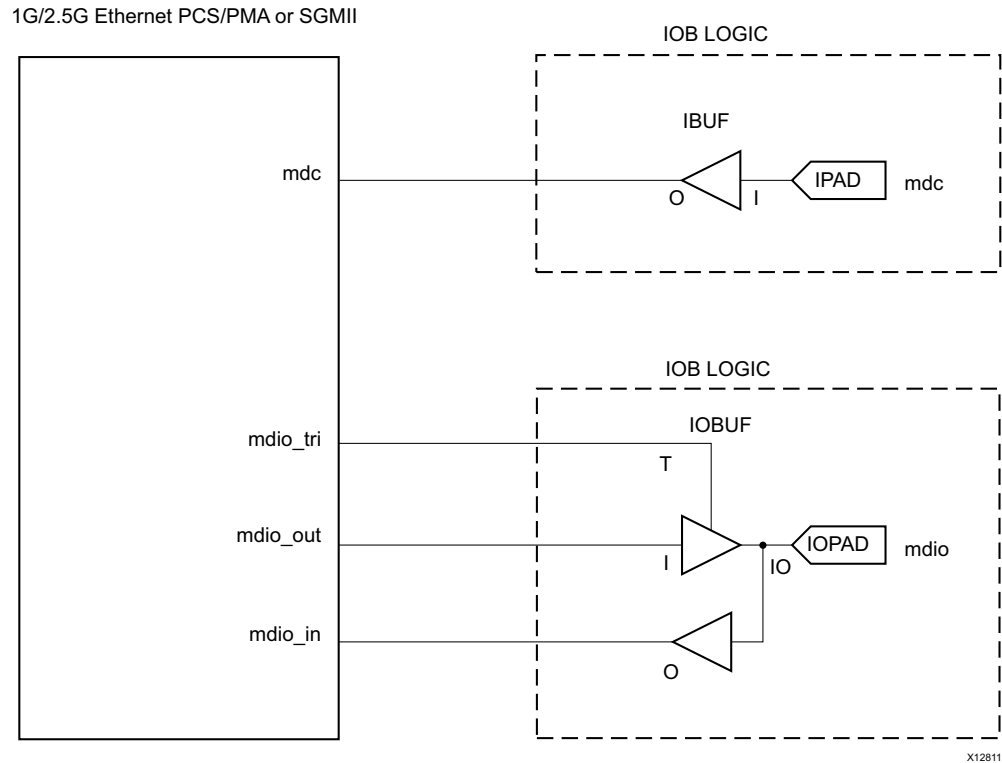 1G/2.5G Ethernet PCS/PMA or SGMII
IOB LOGIC
IBUF
mdc
O
I
IPAD
mdc
IOB LOGIC
IOBUF
mdio_tri
T
mdio_out
I
IO
IOPAD
mdio
mdio_in
O
X12811